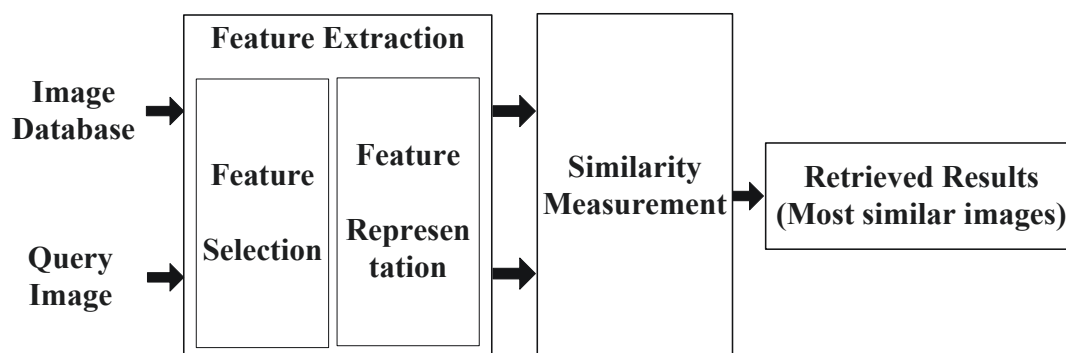 Feature Extraction
Image
Database
Query
Image
Feature
Selection
Feature
Represen
tation
Similarity
Measurement
Retrieved Results
(Most similar images)